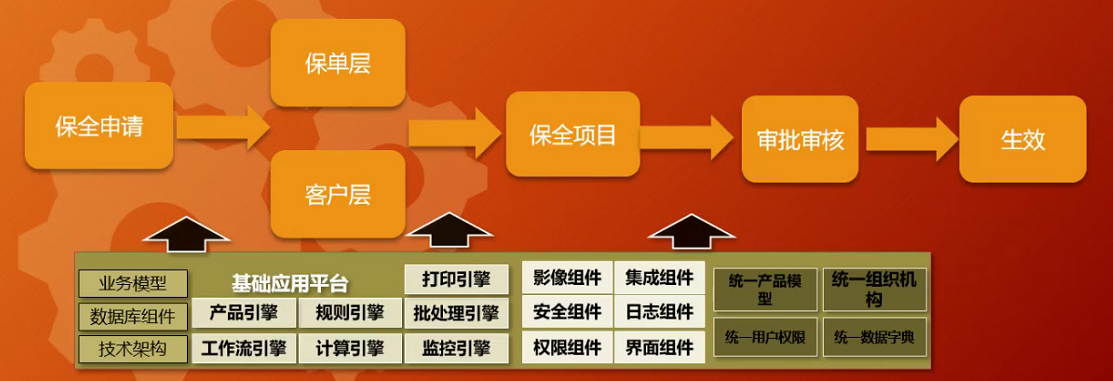 保单层
保全申请
保全项目
审批审核
生效
客户层
业务模型
数据库组件
技术架构
基础应用平台
打印引擎
产品引擎
规则引擎
批处理引擎
工作流引擎
计算引擎
监控引擎
影像组件
集成组件
安全组件
日志组件
权限组件
界面组件
统一产品模
型
统一组织机
构
统一用户权限
统一数据字典